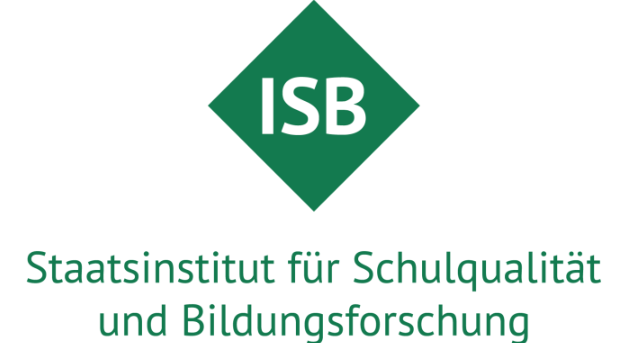 ISB
Staatsinstitut für Schulqualität
und Bildungsforschung